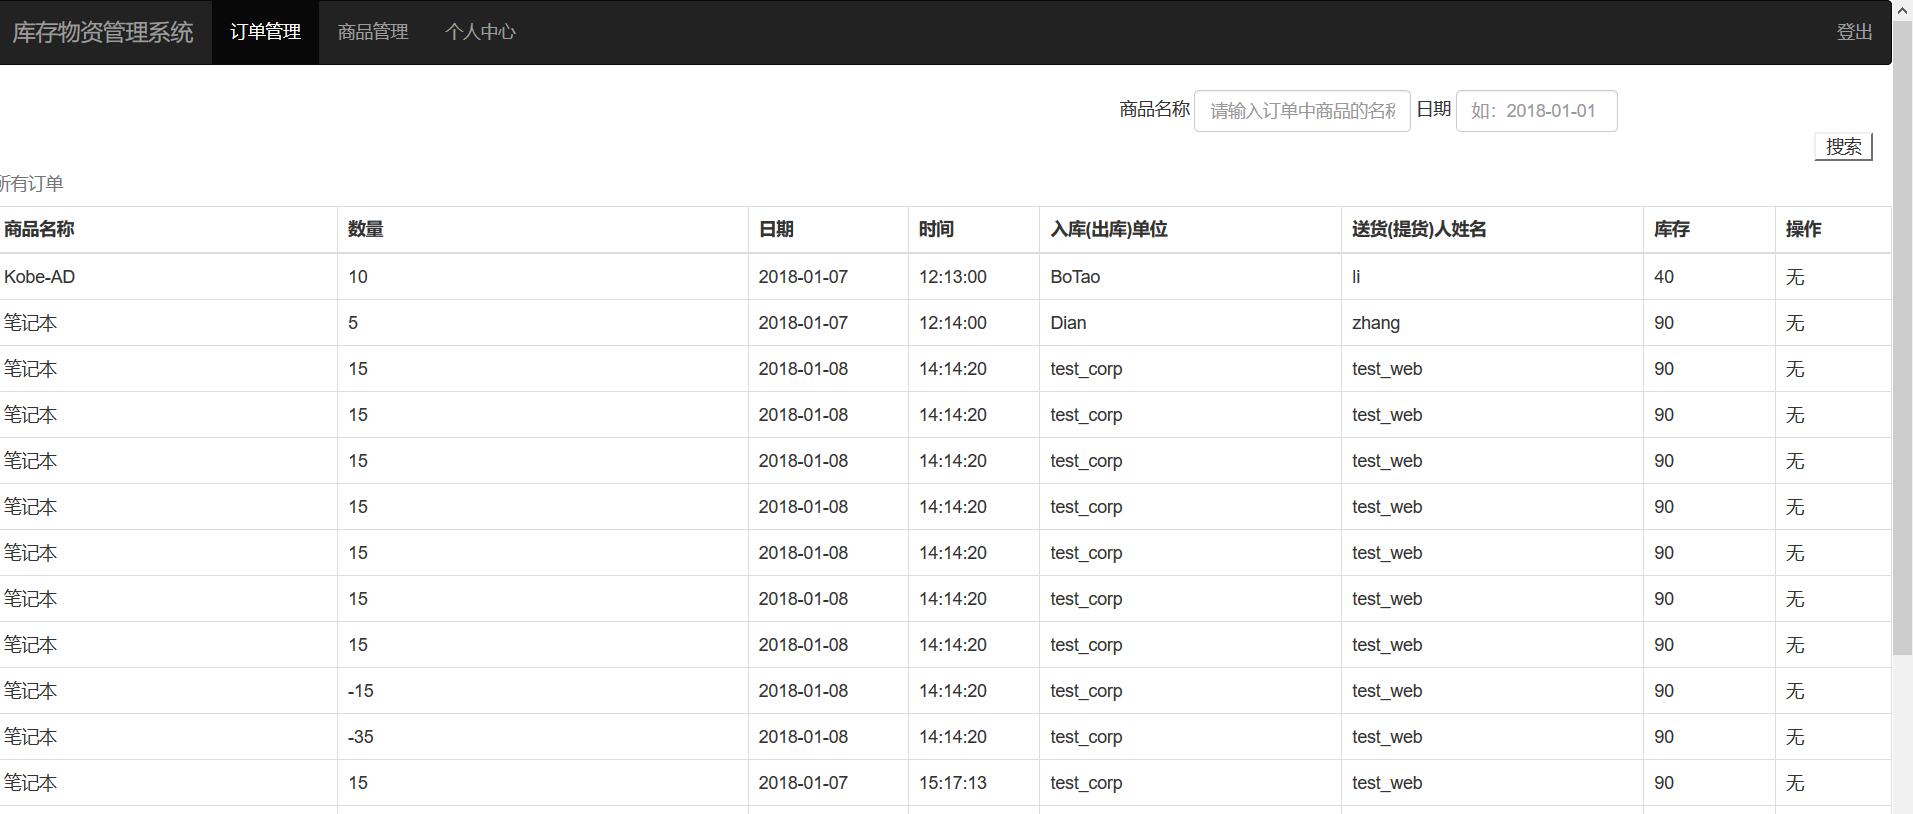 库存物资管理系统 订单管理 商品管理 个人中心 登出
商品名称 请输入订单中商品的名称 日期 如：2018-01-01
搜索
所有订单
商品名称 数量 日期 时间 入库(出库)单位 送货(提货)人姓名 库存 操作
Kobe-AD 10 2018-01-07 12:13:00 BoTao li 40 无
笔记本 5 2018-01-07 12:14:00 Dian zhang 90 无
笔记本 15 2018-01-08 14:14:20 test_corp test_web 90 无
笔记本 15 2018-01-08 14:14:20 test_corp test_web 90 无
笔记本 15 2018-01-08 14:14:20 test_corp test_web 90 无
笔记本 15 2018-01-08 14:14:20 test_corp test_web 90 无
笔记本 15 2018-01-08 14:14:20 test_corp test_web 90 无
笔记本 15 2018-01-08 14:14:20 test_corp test_web 90 无
笔记本 15 2018-01-08 14:14:20 test_corp test_web 90 无
笔记本 -15 2018-01-08 14:14:20 test_corp test_web 90 无
笔记本 -35 2018-01-08 14:14:20 test_corp test_web 90 无
笔记本 15 2018-01-07 15:17:13 test_corp test_web 90 无